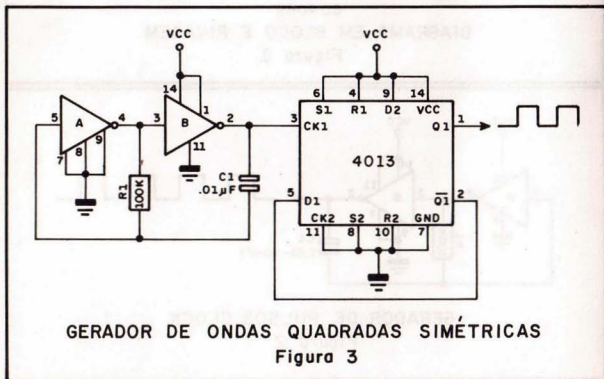 VCC
VCC
14
1
6 4 9 14
S1 R1 D2 VCC
5 A 4 3 B 2 3 CK1 Q1 1
7 8 9
11
R1
100K
C1
.01µF
4013
5 D1 Q̅1 2
CK2 S2 R2 GND
11 8 10 7
GERADOR DE ONDAS QUADRADAS SIMÉTRICAS
Figura 3